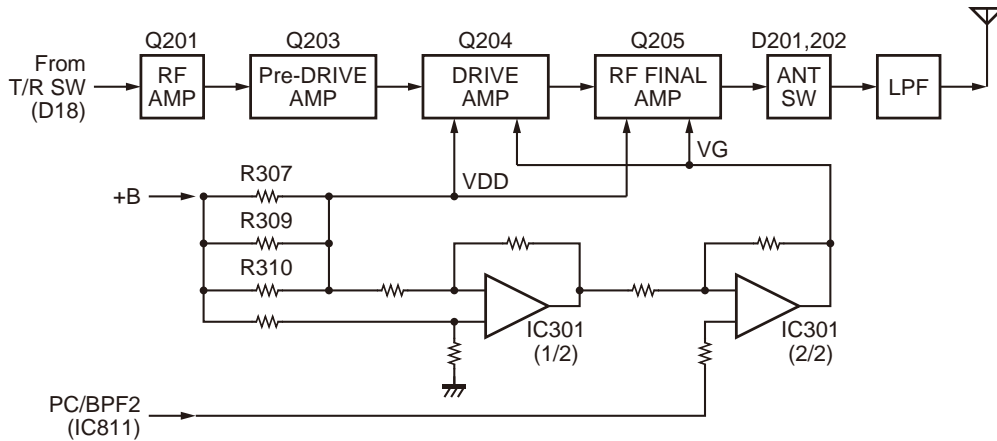 Q201
Q203
Q204
Q205
D201,202
From
T/R SW
(D18)
RF
AMP
Pre-DRIVE
AMP
DRIVE
AMP
RF FINAL
AMP
ANT
SW
LPF
VG
VDD
+B
R307
R309
R310
IC301
(1/2)
IC301
(2/2)
PC/BPF2
(IC811)